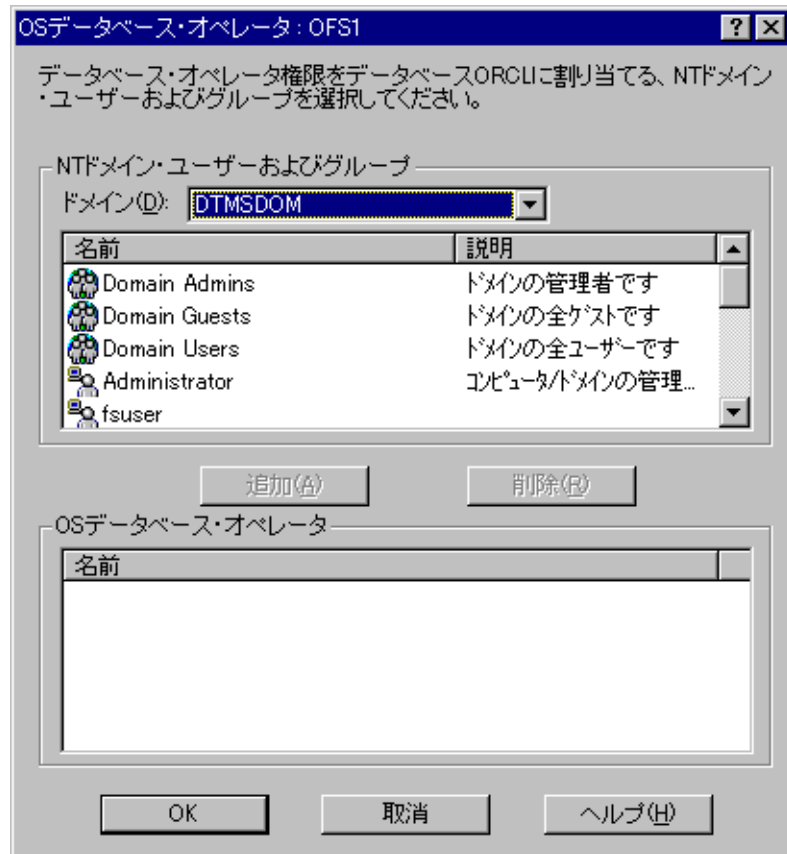 OSデータベース・オペレータ : OFS1
データベース・オペレータ権限をデータベースORCLIに割り当てる、NTドメイン
・ユーザーおよびグループを選択してください。
NTドメイン・ユーザーおよびグループ
ドメイン(D): DTMSDOM
名前 説明
Domain Admins ドメインの管理者です
Domain Guests ドメインの全ゲストです
Domain Users ドメインの全ユーザーです
Administrator コンピュータ/ドメインの管理...
fsuser
追加(A) 削除(R)
OSデータベース・オペレータ
名前
OK 取消 ヘルプ(H)